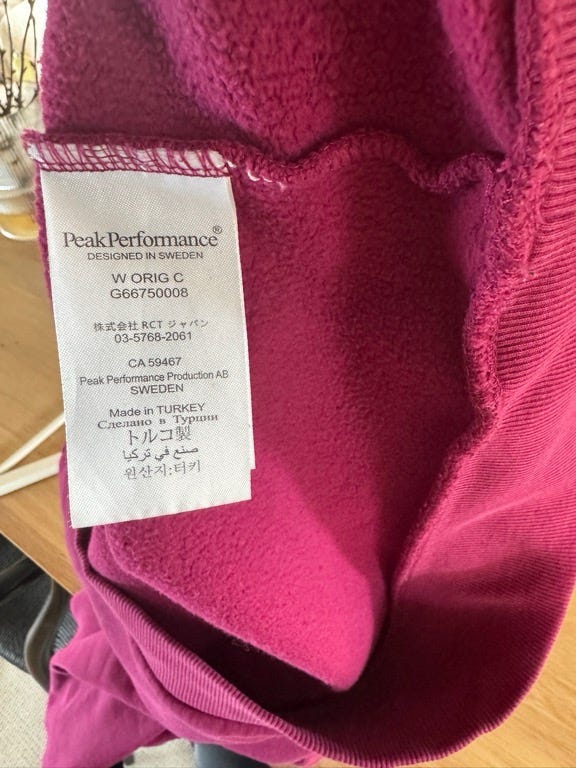 PeakPerformance®
DESIGNED IN SWEDEN
W ORIG C
G66750008
株式会社 RCT ジャパン
03-5768-2061
CA 59467
Peak Performance Production AB
SWEDEN
Made in TURKEY
Сделано в Турции
トルコ製
صنع في تركيا
원산지:터키